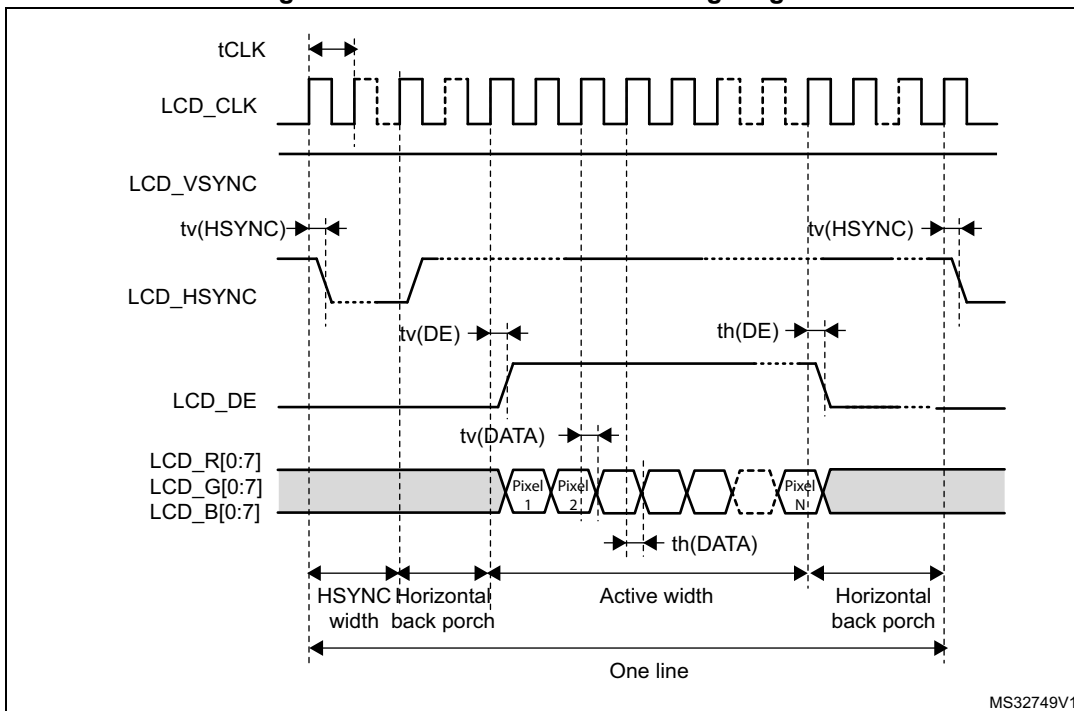 tCLK
LCD_CLK
LCD_VSYNC
tv(HSYNC)
tv(HSYNC)
LCD_HSYNC
tv(DE)
th(DE)
LCD_DE
tv(DATA)
LCD_R[0:7]
LCD_G[0:7]
LCD_B[0:7]
Pixel
1
Pixel
2
Pixel
N
th(DATA)
HSYNC
width
Horizontal
back porch
Active width
Horizontal
back porch
One line
MS32749V1